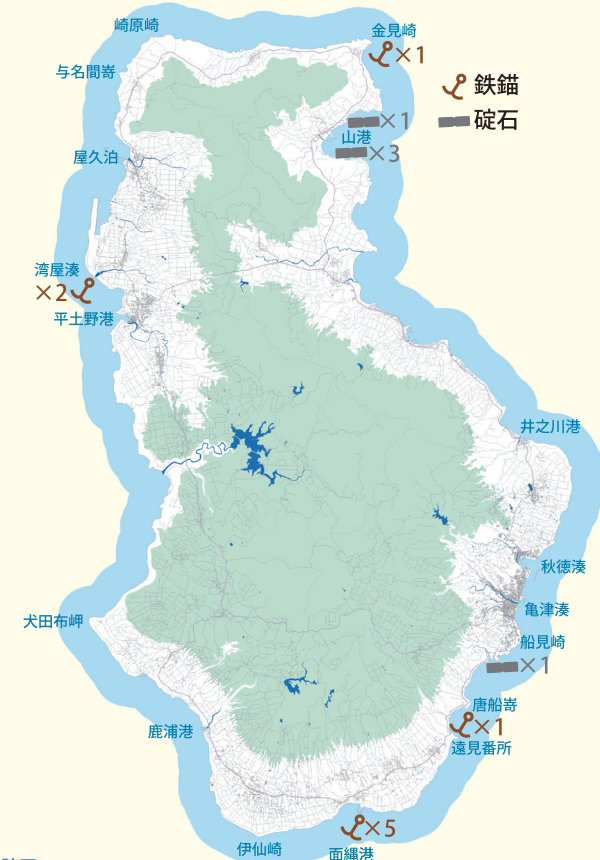 崎原崎
金見崎
×1
与名間嵜
鉄錨
碇石
×1
山港
×3
屋久泊
湾屋湊
×2
平土野港
井之川港
秋徳湊
亀津湊
犬田布岬
船見崎
×1
唐船嵜
×1
鹿浦港
遠見番所
×5
伊仙崎
面縄港